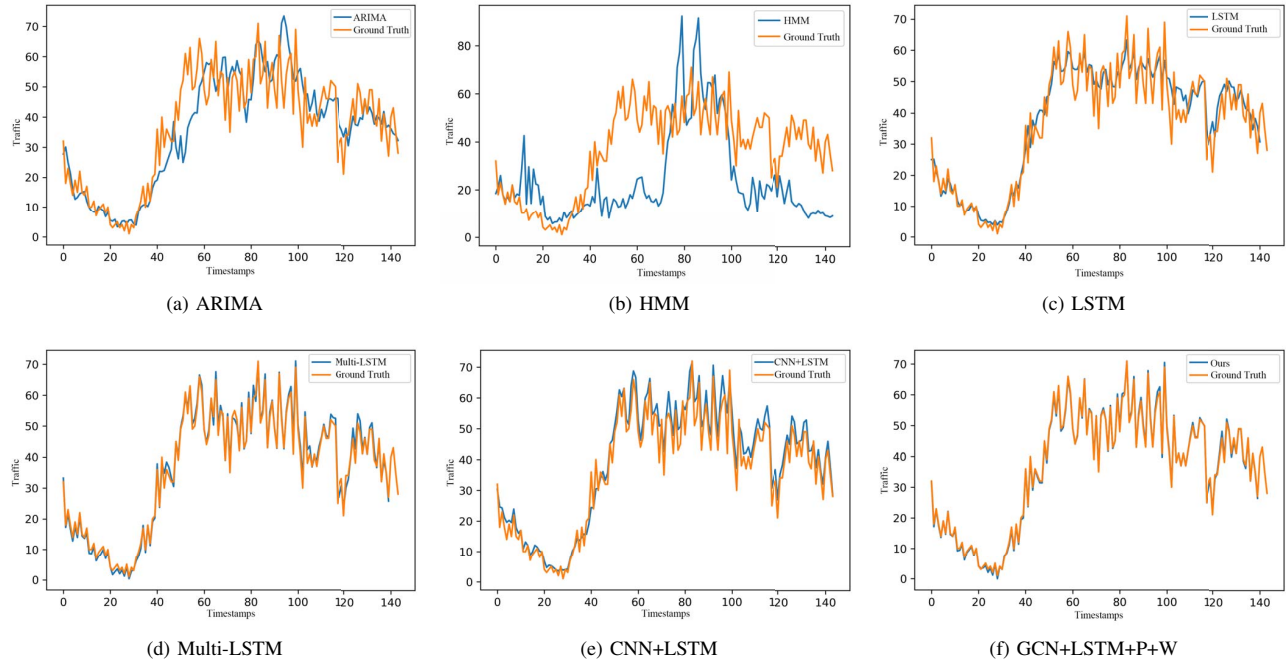 ARIMA
Ground Truth
70
60
50
40
30
20
10
0
Traffic
0 20 40 60 80 100 120 140
Timestamps
(a) ARIMA
HMM
Ground Truth
80
60
40
20
0
Traffic
0 20 40 60 80 100 120 140
Timestamps
(b) HMM
LSTM
Ground Truth
70
60
50
40
30
20
10
0
Traffic
0 20 40 60 80 100 120 140
Timestamps
(c) LSTM
Multi-LSTM
Ground Truth
70
60
50
40
30
20
10
0
Traffic
0 20 40 60 80 100 120 140
Timestamps
(d) Multi-LSTM
CNN+LSTM
Ground Truth
70
60
50
40
30
20
10
0
Traffic
0 20 40 60 80 100 120 140
Timestamps
(e) CNN+LSTM
Ours
Ground Truth
70
60
50
40
30
20
10
0
Traffic
0 20 40 60 80 100 120 140
Timestamps
(f) GCN+LSTM+P+W